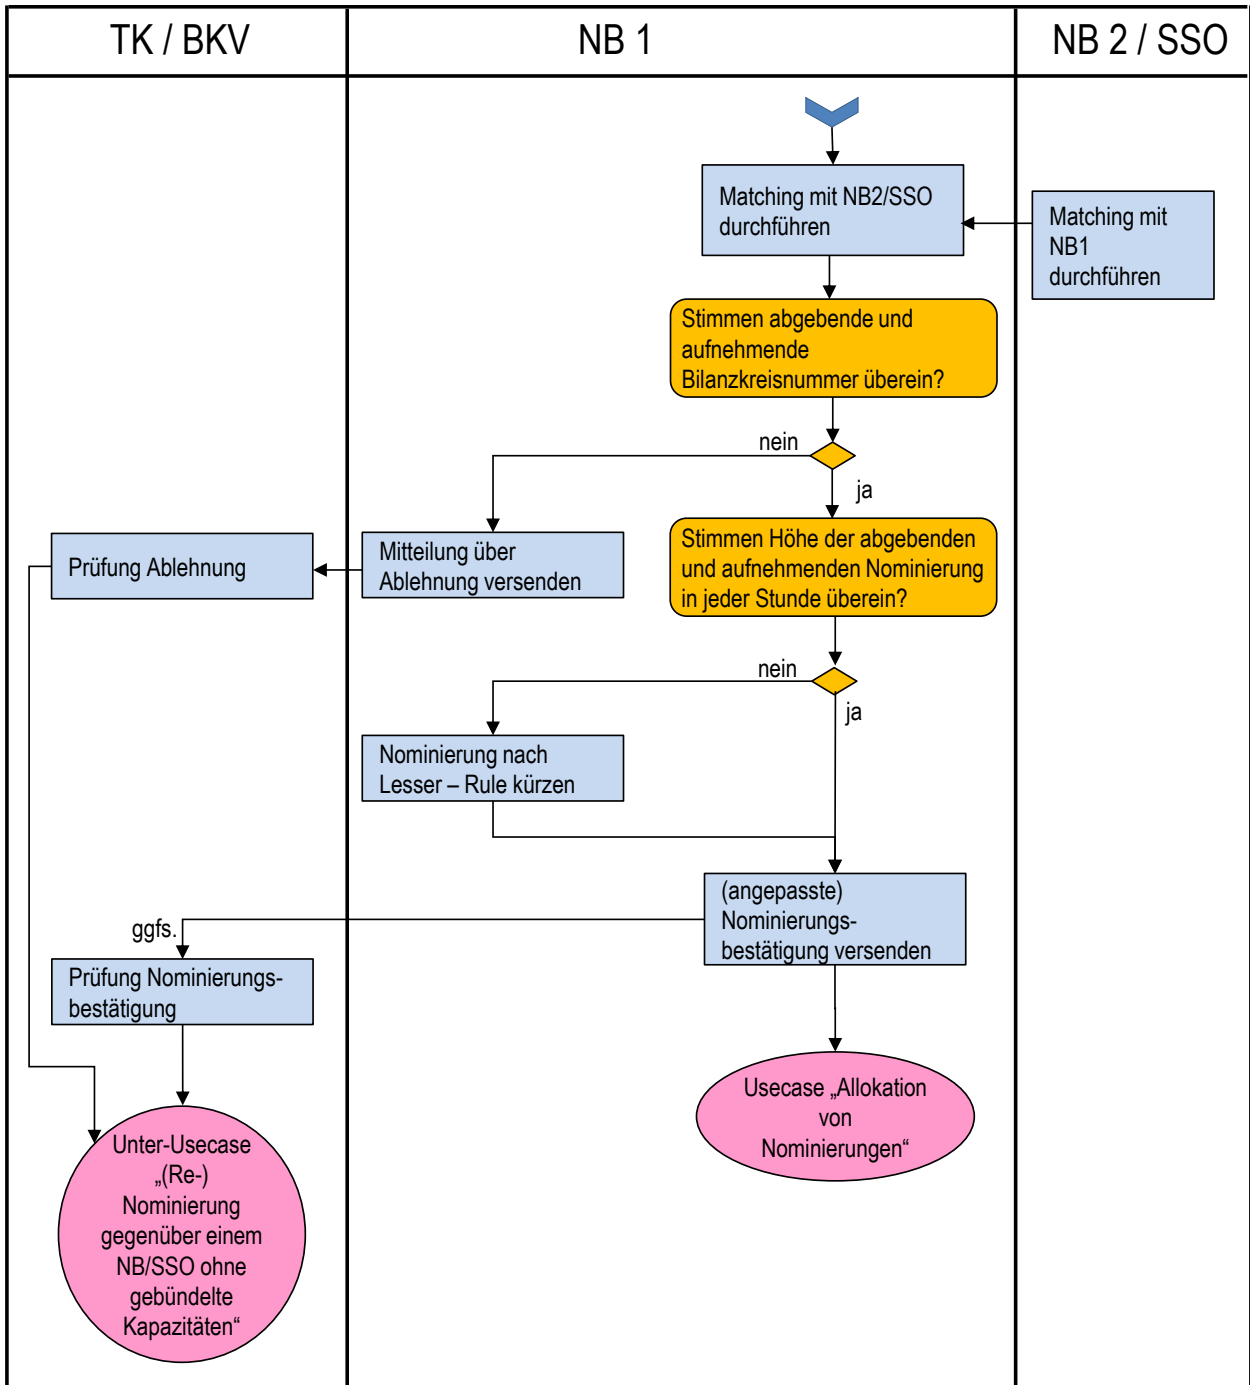 TK / BKV
NB 1
NB 2 / SSO
Matching mit NB2/SSO
durchführen
Matching mit
NB1
durchführen
Stimmen abgebende und
aufnehmende
Bilanzkreisnummer überein?
nein
ja
Prüfung Ablehnung
Mitteilung über
Ablehnung versenden
Stimmen Höhe der abgebenden
und aufnehmenden Nominierung
in jeder Stunde überein?
nein
ja
Nominierung nach
Lesser – Rule kürzen
(angepasste)
Nominierungs-
bestätigung versenden
ggfs.
Prüfung Nominierungs-
bestätigung
Usecase „Allokation
von
Nominierungen“
Unter-Usecase
„(Re-)
Nominierung
gegenüber einem
NB/SSO ohne
gebündelte
Kapazitäten“